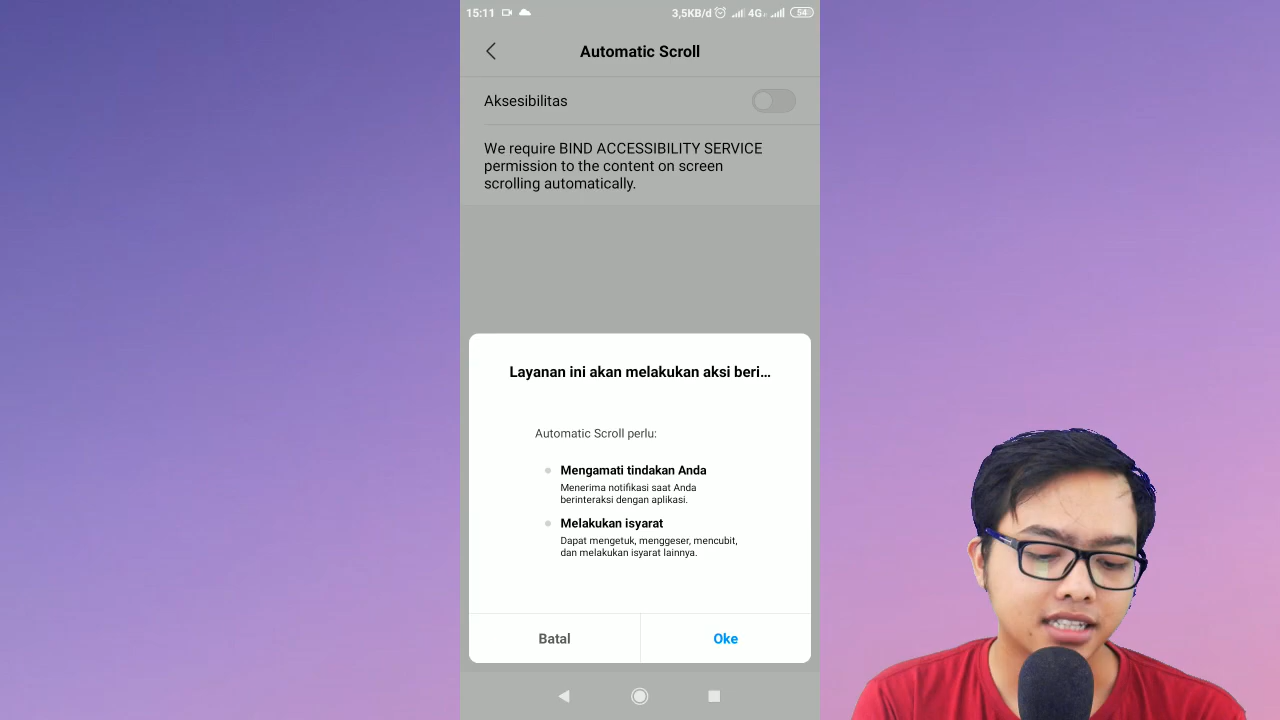 15:11
3,5KB/d
4G
54
Automatic Scroll
Aksesibilitas
We require BIND ACCESSIBILITY SERVICE
permission to the content on screen
scrolling automatically.
Layanan ini akan melakukan aksi beri...
Automatic Scroll perlu:
Mengamati tindakan Anda
Menerima notifikasi saat Anda
berinteraksi dengan aplikasi.
Melakukan isyarat
Dapat mengetuk, menggeser, mencubit,
dan melakukan isyarat lainnya.
Batal
Oke